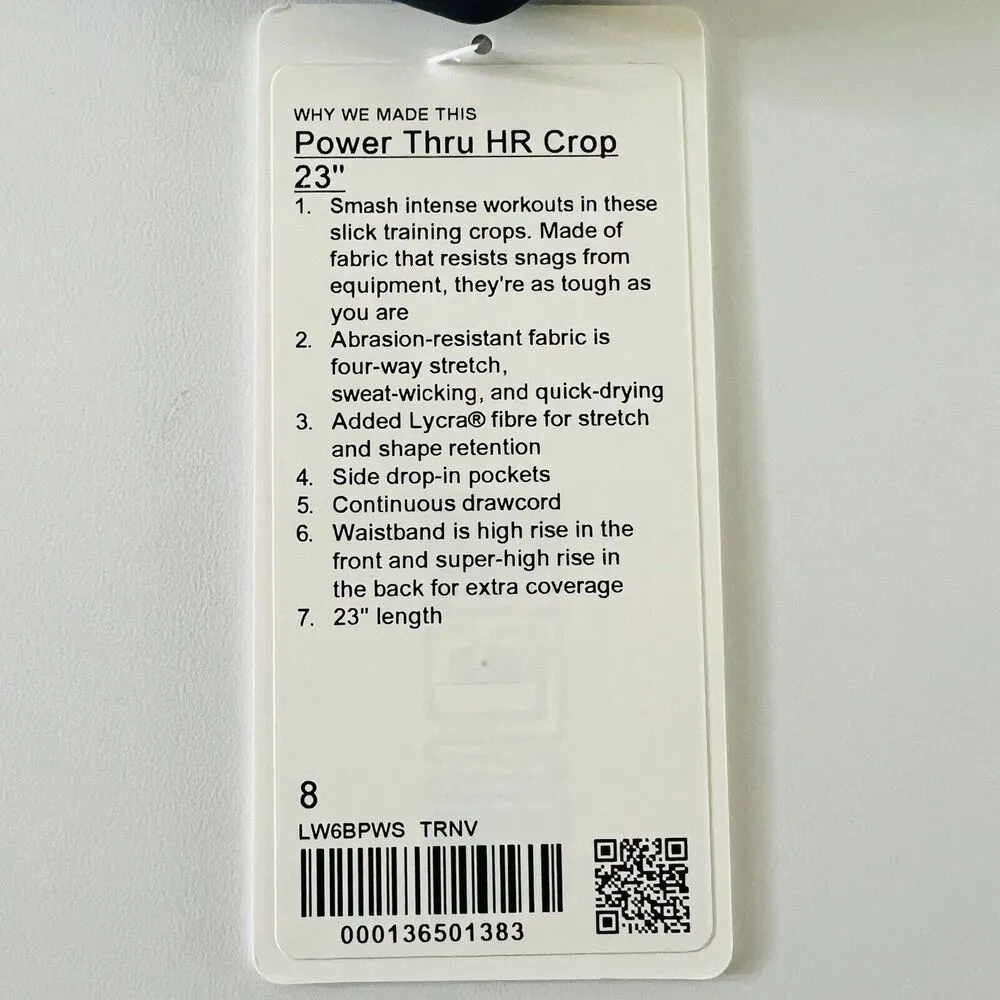 WHY WE MADE THIS
Power Thru HR Crop
23"
1. Smash intense workouts in these
slick training crops. Made of
fabric that resists snags from
equipment, they're as tough as
you are
2. Abrasion-resistant fabric is
four-way stretch,
sweat-wicking, and quick-drying
3. Added Lycra® fibre for stretch
and shape retention
4. Side drop-in pockets
5. Continuous drawcord
6. Waistband is high rise in the
front and super-high rise in
the back for extra coverage
7. 23" length
8
LW6BPWS TRNV
000136501383